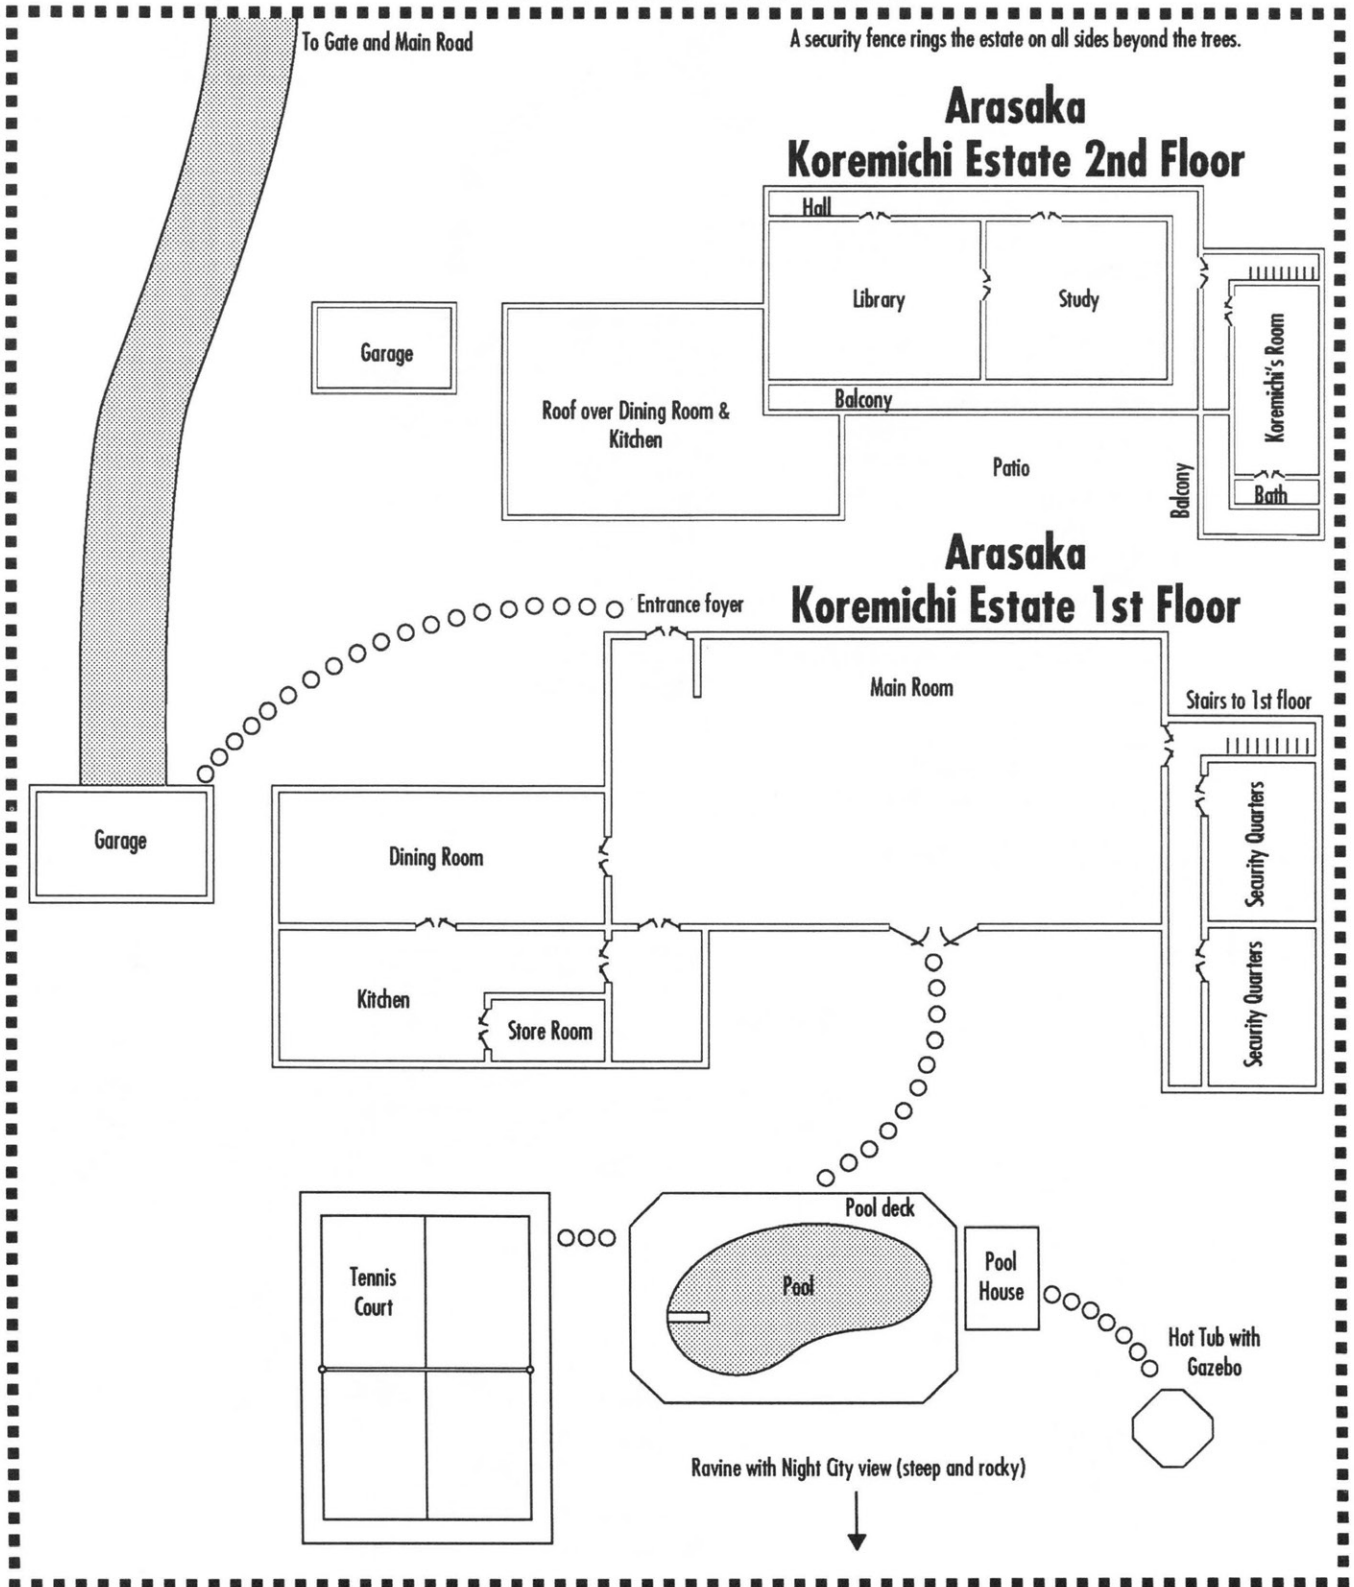 To Gate and Main Road
A security fence rings the estate on all sides beyond the trees.
Arasaka
Koremichi Estate 2nd Floor
Hall
Library
Study
Koremichi's Room
Garage
Roof over Dining Room &
Kitchen
Balcony
Patio
Balcony
Bath
Arasaka
Koremichi Estate 1st Floor
Entrance foyer
Main Room
Stairs to 1st floor
Garage
Dining Room
Security Quarters
Kitchen
Store Room
Security Quarters
Pool deck
Tennis
Court
Pool
Pool
House
Hot Tub with
Gazebo
Ravine with Night City view (steep and rocky)